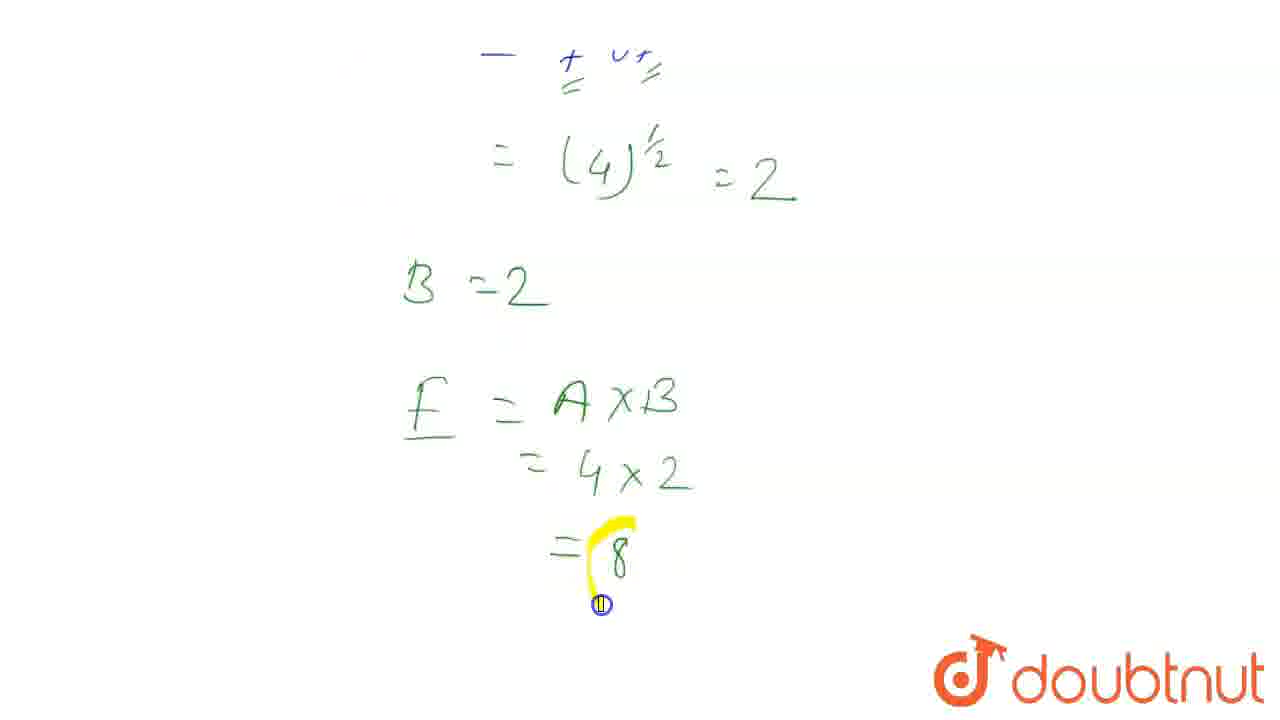 = (4)^1/2 = 2
B = 2
F = A × B
= 4 × 2
= 8
doubtnut